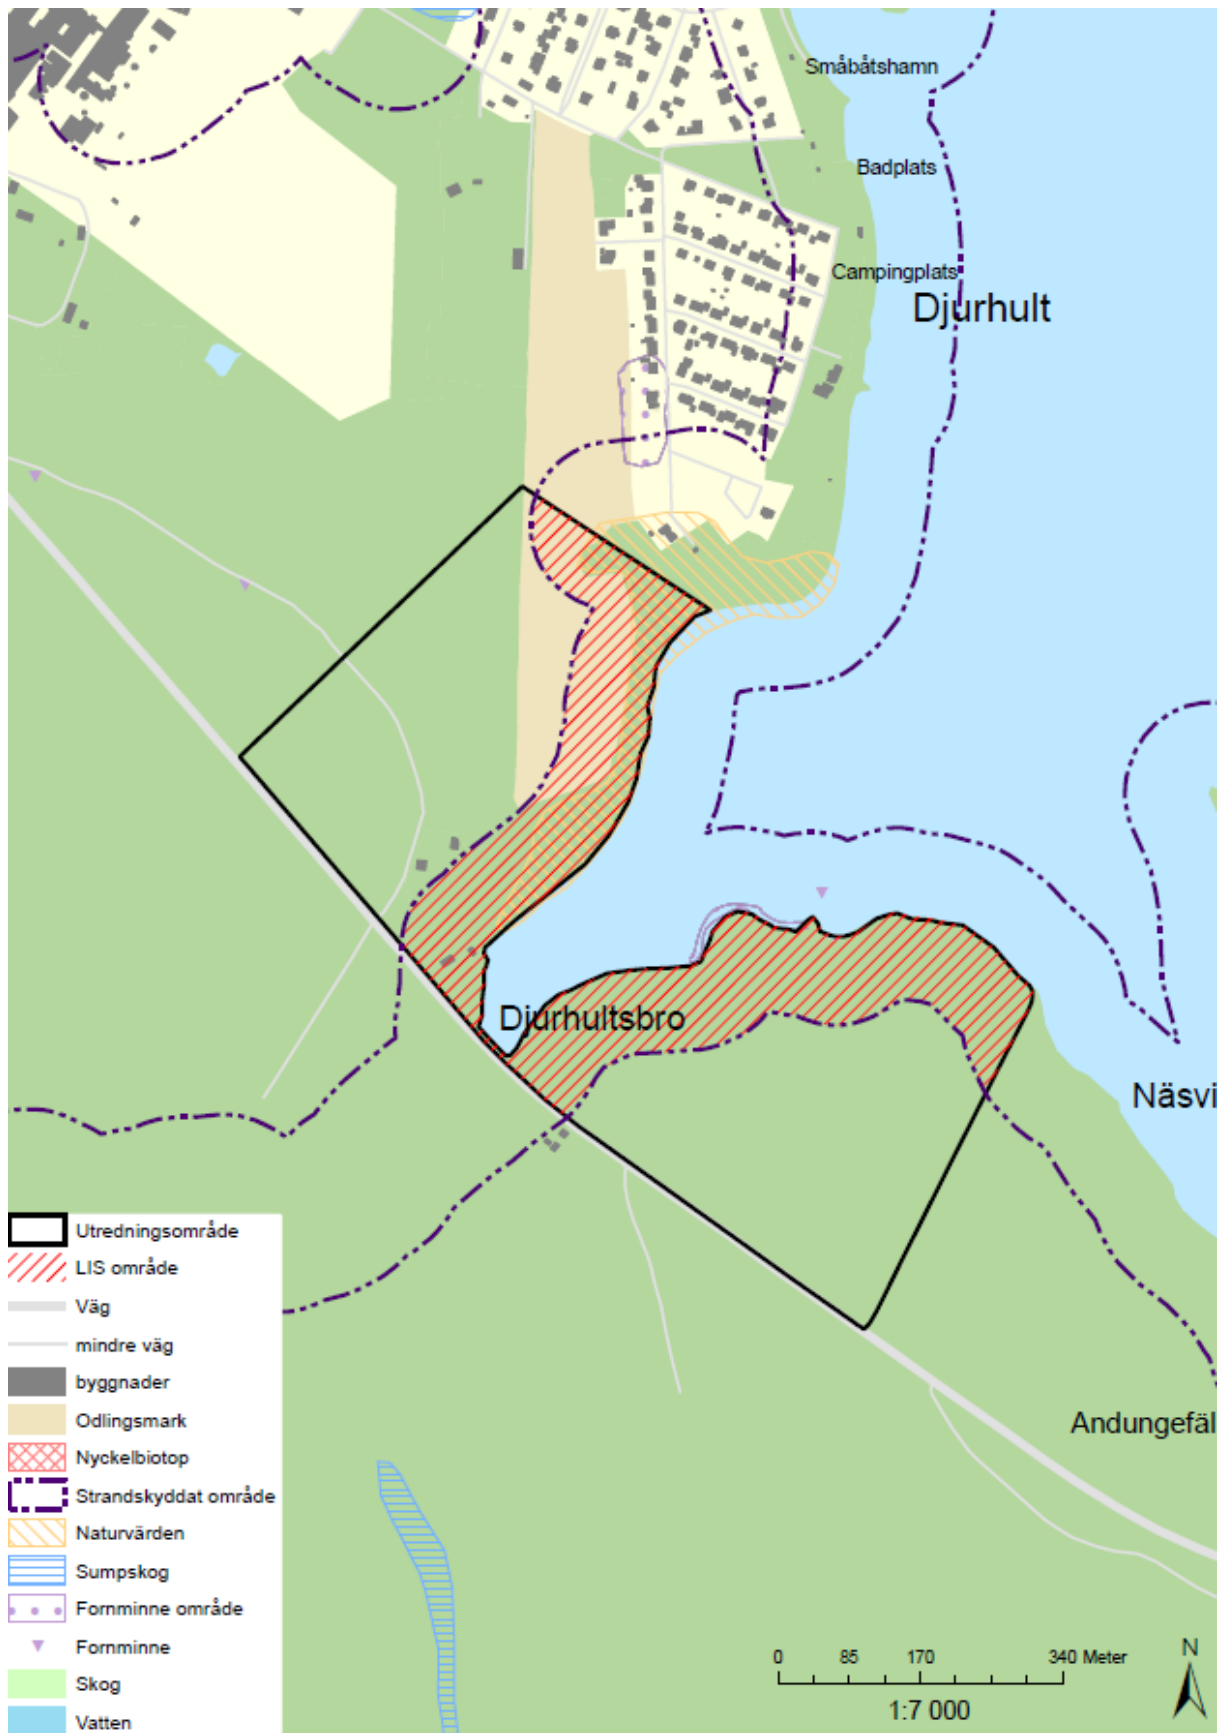 Småbåtshamn
Badplats
Campingplats
Djurhult
Djurhultsbro
Näsvi
Andungefäl
Utredningsområde
LIS område
Väg
mindre väg
byggnader
Odlingsmark
Nyckelbiotop
Strandskyddat område
Naturvärden
Sumpskog
Fornminne område
Fornminne
Skog
Vatten
0 85 170 340 Meter
1:7 000
N